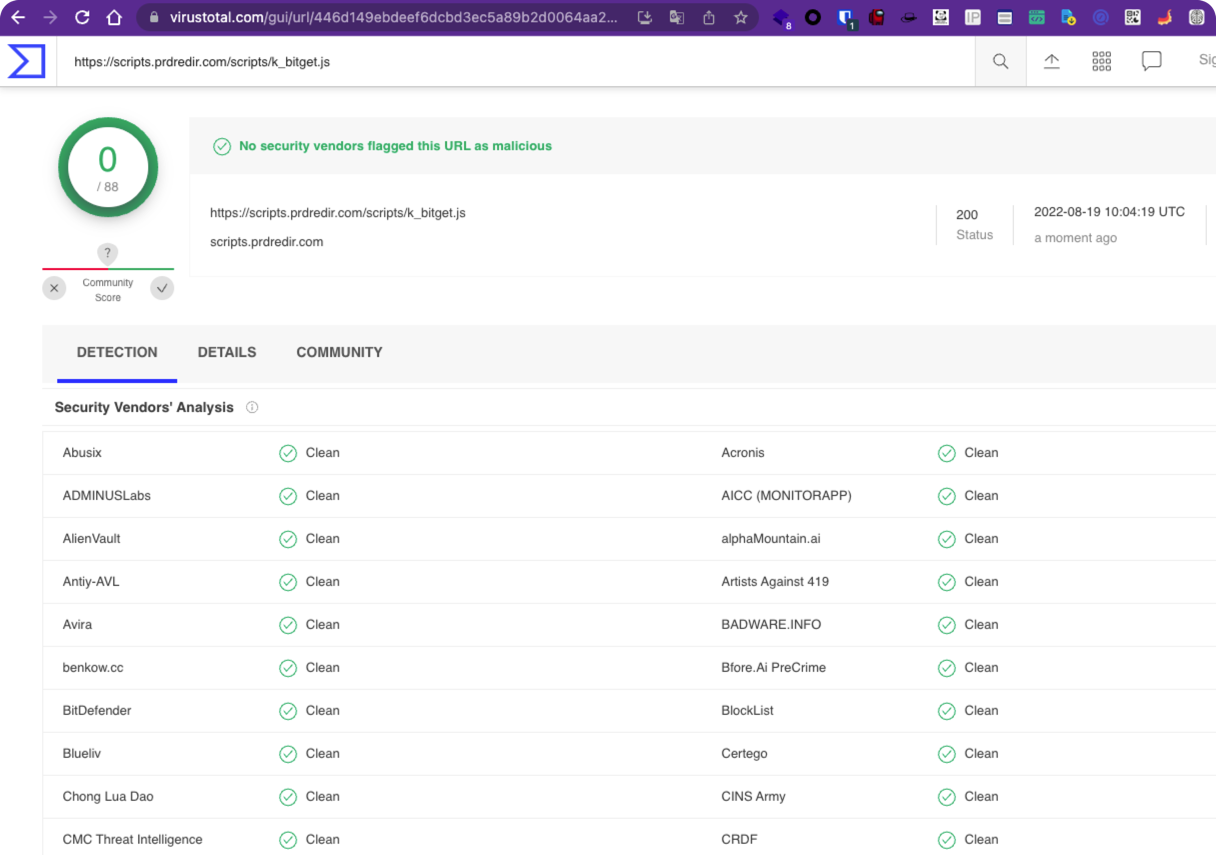 virustotal.com/gui/url/446d149ebdeef6dcbd3ec5a89b2d0064aa2...
8
1
IP
https://scripts.prdredir.com/scripts/k_bitget.js
Sig
0
/ 88
No security vendors flagged this URL as malicious
https://scripts.prdredir.com/scripts/k_bitget.js
scripts.prdredir.com
200
Status
2022-08-19 10:04:19 UTC
a moment ago
?
Community
Score
DETECTION DETAILS COMMUNITY
Security Vendors' Analysis
Abusix Clean Acronis Clean
ADMINUSLabs Clean AICC (MONITORAPP) Clean
AlienVault Clean alphaMountain.ai Clean
Antiy-AVL Clean Artists Against 419 Clean
Avira Clean BADWARE.INFO Clean
benkow.cc Clean Bfore.Ai PreCrime Clean
BitDefender Clean BlockList Clean
Blueliv Clean Certego Clean
Chong Lua Dao Clean CINS Army Clean
CMC Threat Intelligence Clean CRDF Clean